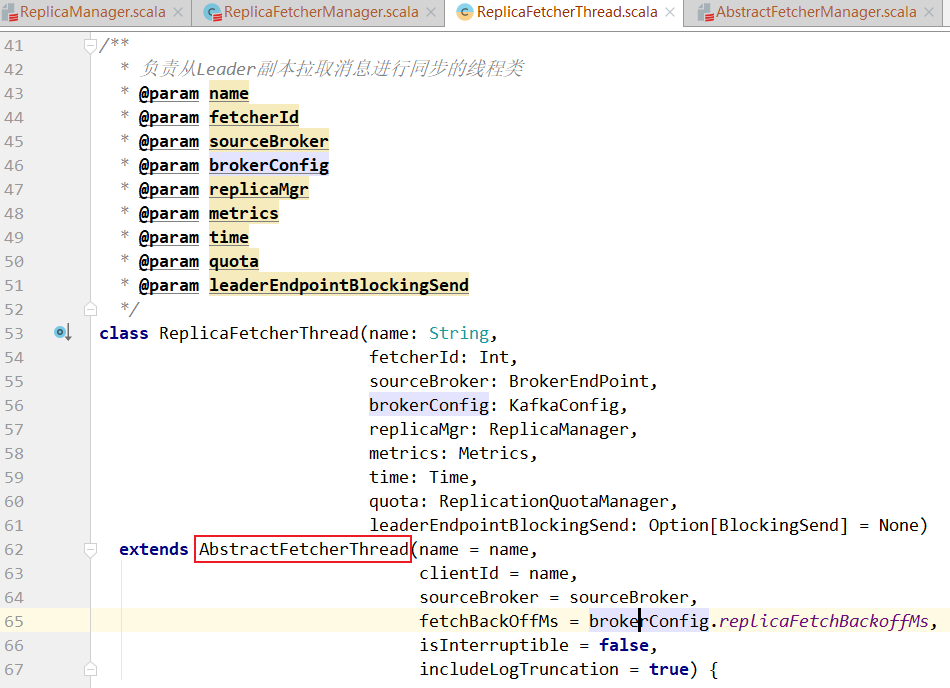 ReplicaManager.scala ReplicaFetcherManager.scala ReplicaFetcherThread.scala AbstractFetcherManager.scala
41 /**
42 * 负责从Leader副本拉取消息进行同步的线程类
43 * @param name
44 * @param fetcherId
45 * @param sourceBroker
46 * @param brokerConfig
47 * @param replicaMgr
48 * @param metrics
49 * @param time
50 * @param quota
51 * @param leaderEndpointBlockingSend
52 */
53 class ReplicaFetcherThread(name: String,
54 fetcherId: Int,
55 sourceBroker: BrokerEndPoint,
56 brokerConfig: KafkaConfig,
57 replicaMgr: ReplicaManager,
58 metrics: Metrics,
59 time: Time,
60 quota: ReplicationQuotaManager,
61 leaderEndpointBlockingSend: Option[BlockingSend] = None)
62 extends AbstractFetcherThread(name = name,
63 clientId = name,
64 sourceBroker = sourceBroker,
65 fetchBackOffMs = brokerConfig.replicaFetchBackoffMs,
66 isInterruptible = false,
67 includeLogTruncation = true) {